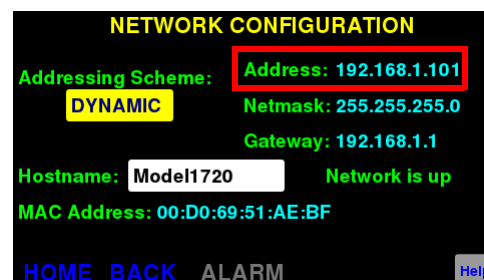 NETWORK CONFIGURATION
Addressing Scheme:
DYNAMIC
Address: 192.168.1.101
Netmask: 255.255.255.0
Gateway: 192.168.1.1
Hostname: Model1720 Network is up
MAC Address: 00:D0:69:51:AE:BF
HOME BACK ALARM Help